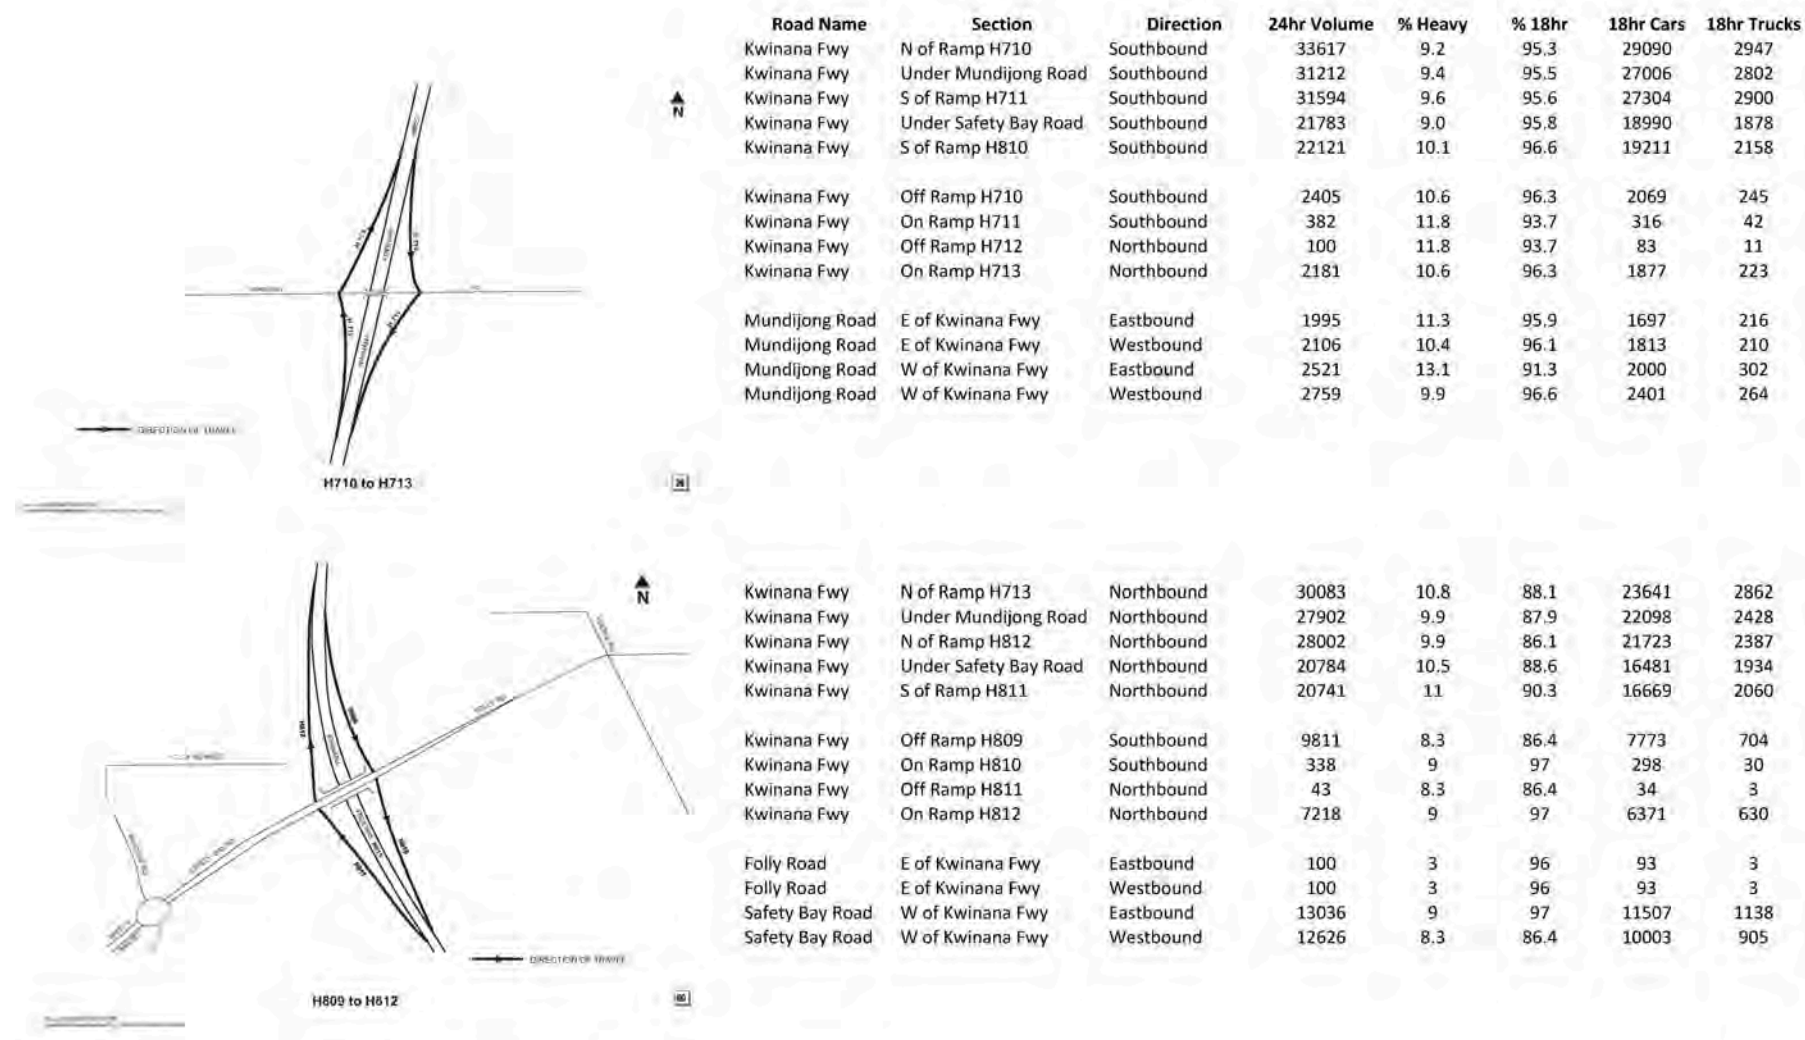 Road Name Section Direction 24hr Volume % Heavy % 18hr 18hr Cars 18hr Trucks
Kwinana Fwy N of Ramp H710 Southbound 33617 9.2 95.3 29090 2947
Kwinana Fwy Under Mundijong Road Southbound 31212 9.4 95.5 27006 2802
Kwinana Fwy S of Ramp H711 Southbound 31594 9.6 95.6 27304 2900
Kwinana Fwy Under Safety Bay Road Southbound 21783 9.0 95.8 18990 1878
Kwinana Fwy S of Ramp H810 Southbound 22121 10.1 96.6 19211 2158
Kwinana Fwy Off Ramp H710 Southbound 2405 10.6 96.3 2069 245
Kwinana Fwy On Ramp H711 Southbound 382 11.8 93.7 316 42
Kwinana Fwy Off Ramp H712 Northbound 100 11.8 93.7 83 11
Kwinana Fwy On Ramp H713 Northbound 2181 10.6 96.3 1877 223
Mundijong Road E of Kwinana Fwy Eastbound 1995 11.3 95.9 1697 216
Mundijong Road E of Kwinana Fwy Westbound 2106 10.4 96.1 1813 210
Mundijong Road W of Kwinana Fwy Eastbound 2521 13.1 91.3 2000 302
Mundijong Road W of Kwinana Fwy Westbound 2759 9.9 96.6 2401 264
N
DIRECTION OF TRAVEL
H710 to H713
Kwinana Fwy N of Ramp H713 Northbound 30083 10.8 88.1 23641 2862
Kwinana Fwy Under Mundijong Road Northbound 27902 9.9 87.9 22098 2428
Kwinana Fwy N of Ramp H812 Northbound 28002 9.9 86.1 21723 2387
Kwinana Fwy Under Safety Bay Road Northbound 20784 10.5 88.6 16481 1934
Kwinana Fwy S of Ramp H811 Northbound 20741 11 90.3 16669 2060
Kwinana Fwy Off Ramp H809 Southbound 9811 8.3 86.4 7773 704
Kwinana Fwy On Ramp H810 Southbound 338 9 97 298 30
Kwinana Fwy Off Ramp H811 Northbound 43 8.3 86.4 34 3
Kwinana Fwy On Ramp H812 Northbound 7218 9 97 6371 630
Folly Road E of Kwinana Fwy Eastbound 100 3 96 93 3
Folly Road E of Kwinana Fwy Westbound 100 3 96 93 3
Safety Bay Road W of Kwinana Fwy Eastbound 13036 9 97 11507 1138
Safety Bay Road W of Kwinana Fwy Westbound 12626 8.3 86.4 10003 905
N
DIRECTION OF TRAVEL
H809 to H812